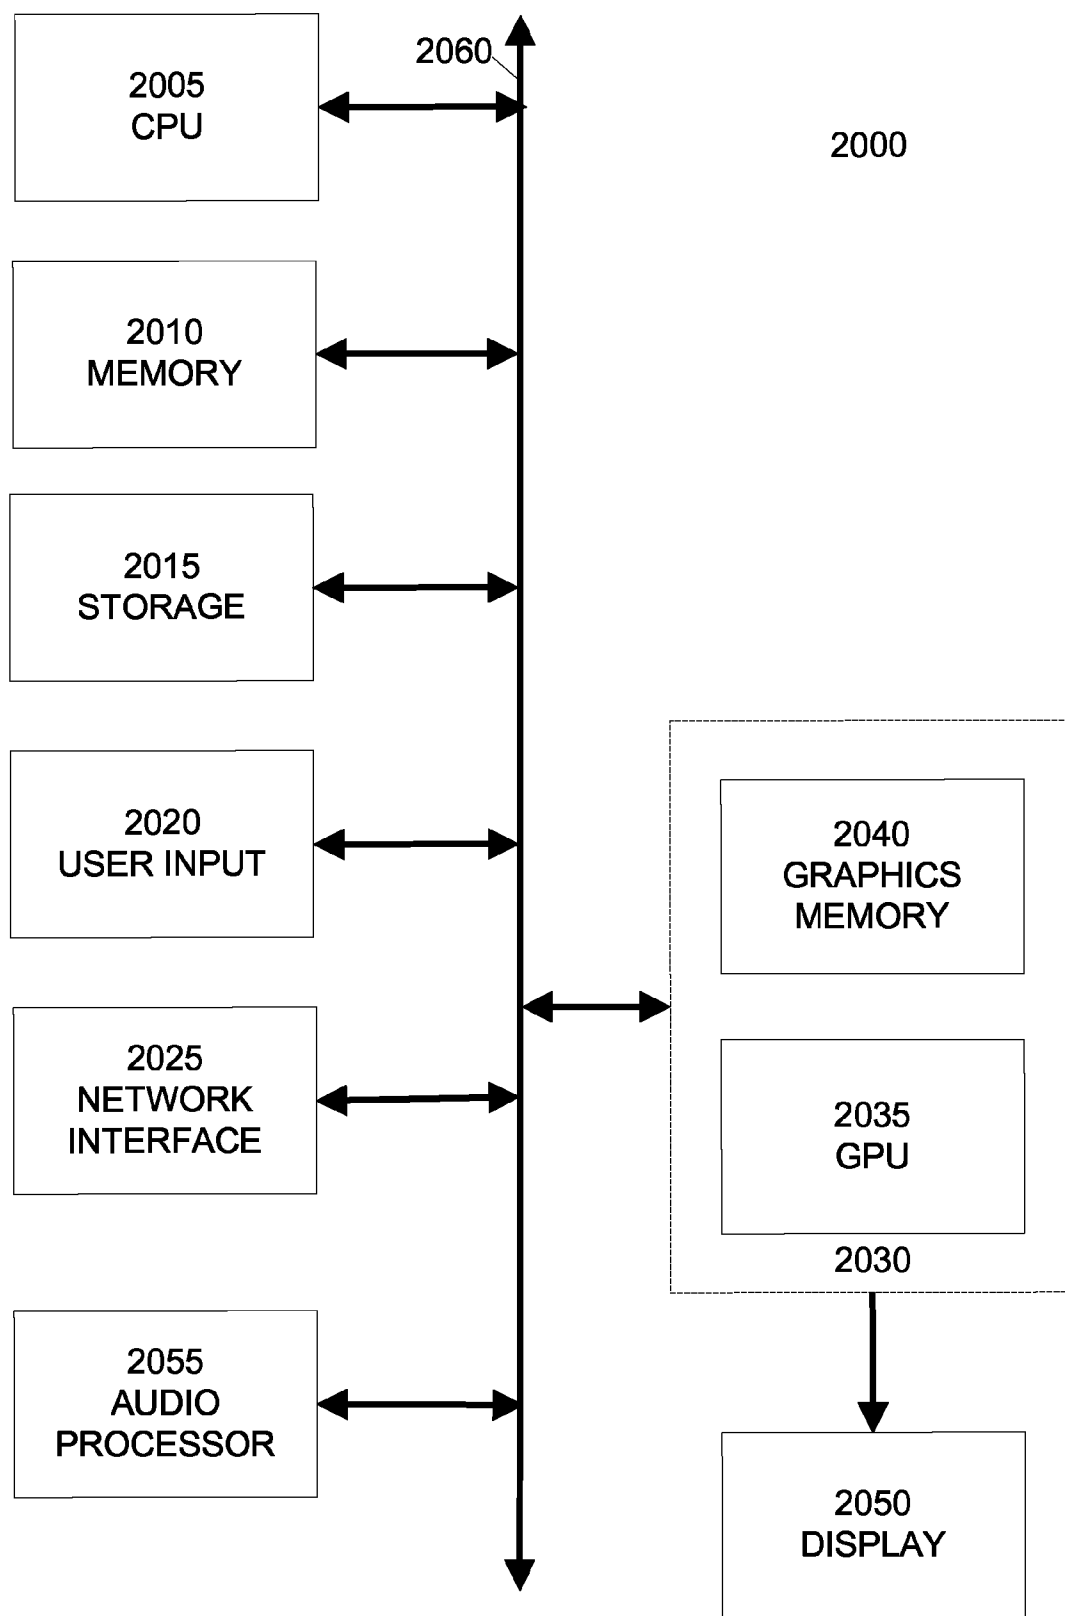 2060
2005
CPU
2000
2010
MEMORY
2015
STORAGE
2020
USER INPUT
2040
GRAPHICS
MEMORY
2025
NETWORK
INTERFACE
2035
GPU
2030
2055
AUDIO
PROCESSOR
2050
DISPLAY